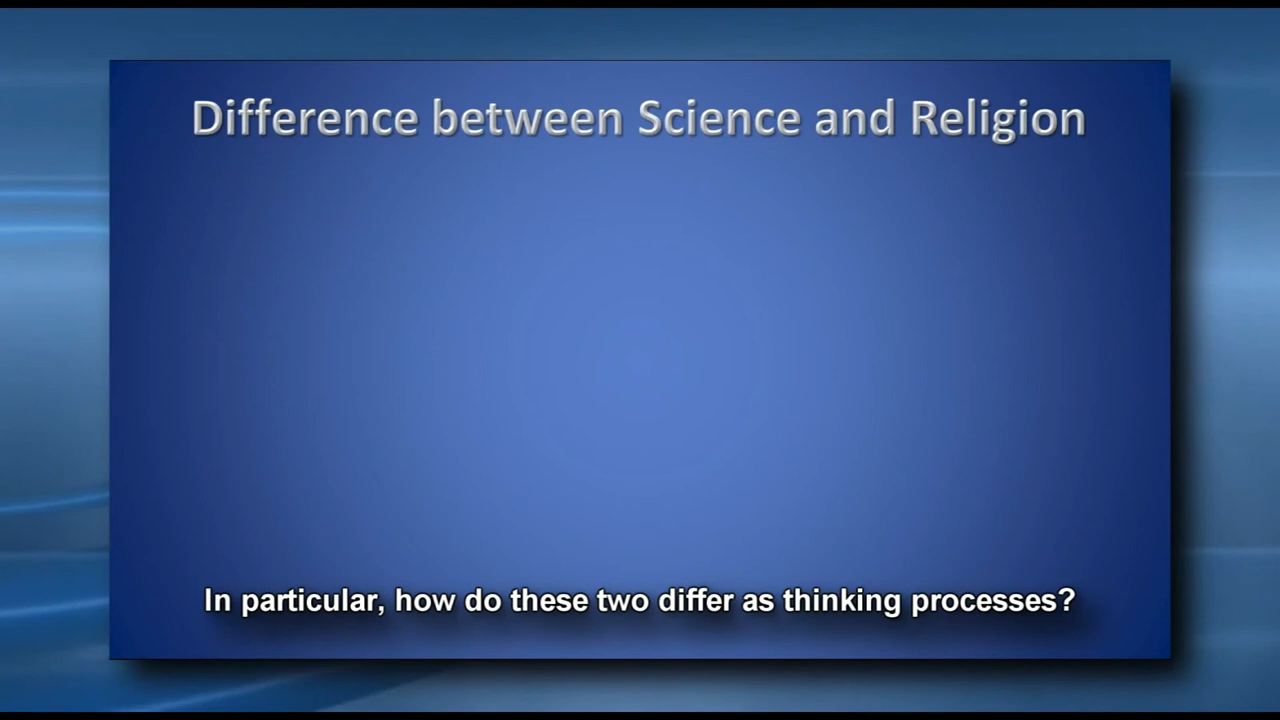 Difference between Science and Religion
In particular, how do these two differ as thinking processes?